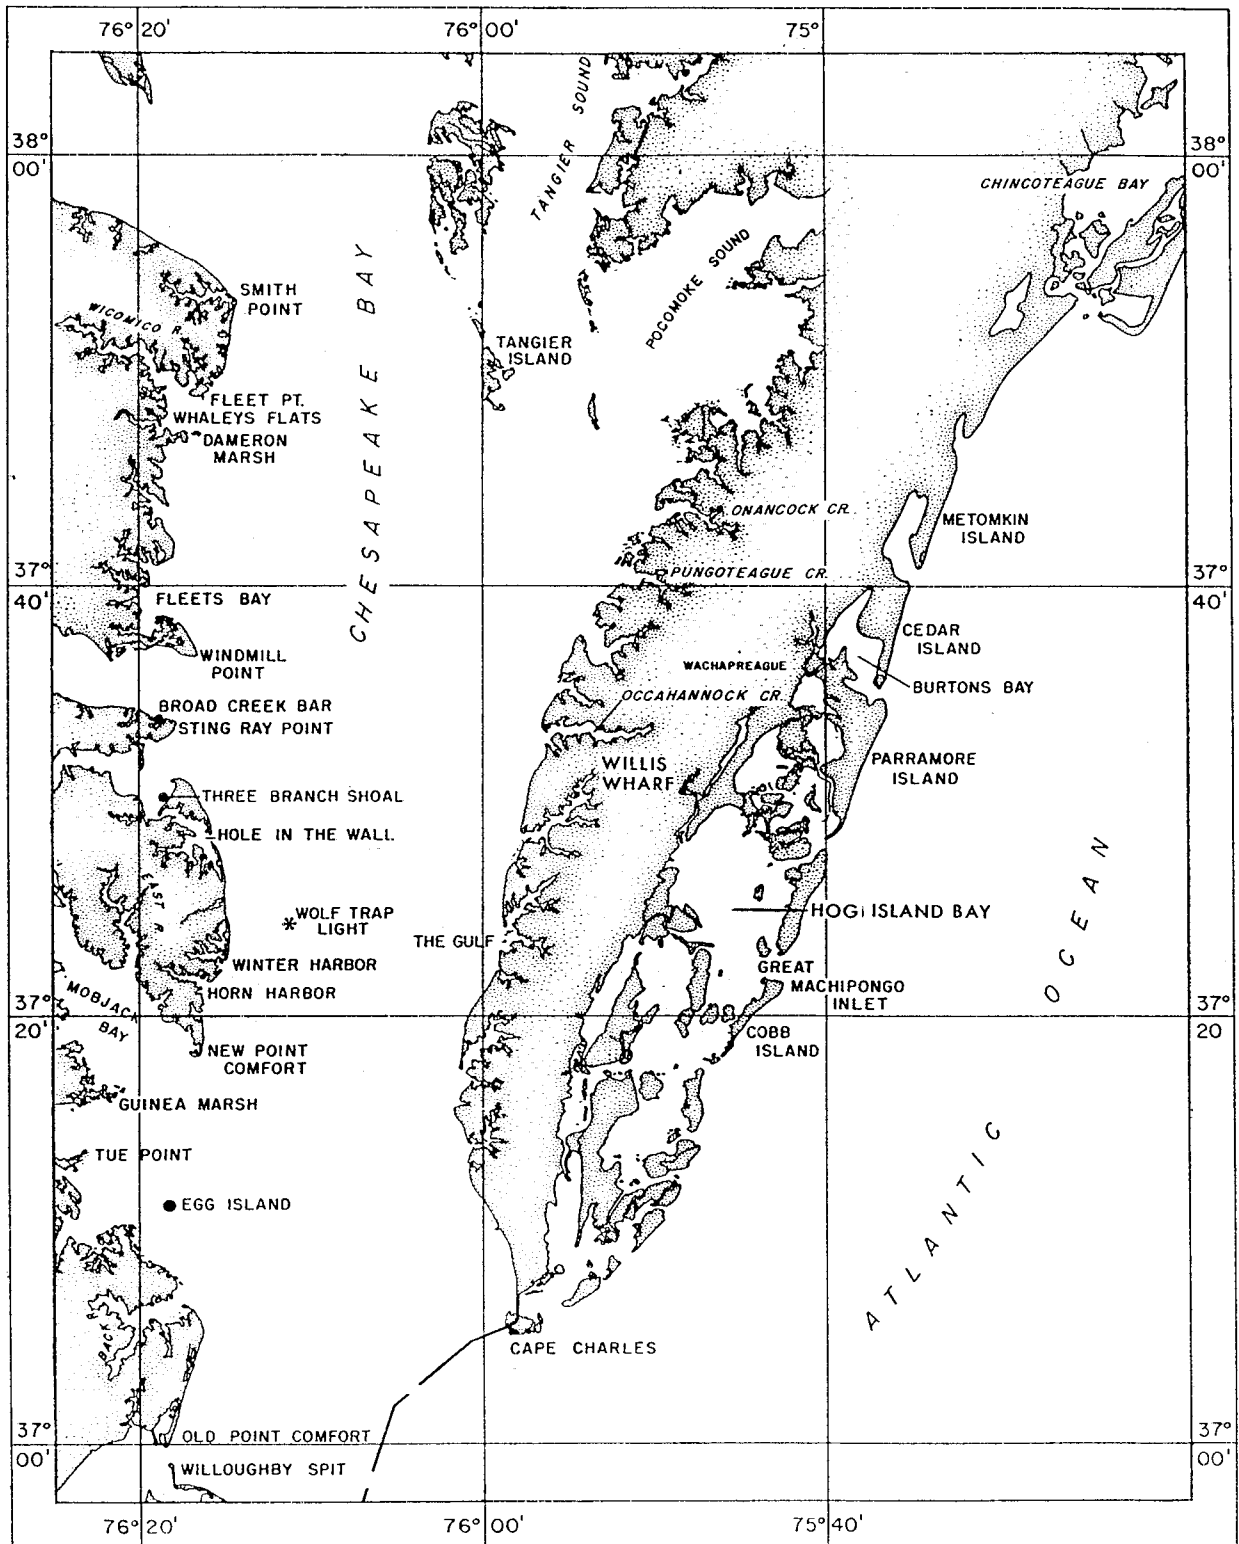 76°20'
76°00'
75°
38°
00'
38°
00'
TANGIER SOUND
CHINCOTEAGUE BAY
POCOMOKE SOUND
CHESAPEAKE BAY
SMITH
POINT
WICOMICO R.
TANGIER
ISLAND
FLEET PT.
WHALEYS FLATS
DAMERON
MARSH
ONANCOCK CR.
METOMKIN
ISLAND
PUNGOTEAGUE CR.
37°
40'
37°
40'
FLEETS BAY
CEDAR
ISLAND
WINDMILL
POINT
WACHAPREAGUE
BURTONS BAY
OCCAHANNOCK CR.
BROAD CREEK BAR
STING RAY POINT
WILLIS
WHARF
PARRAMORE
ISLAND
THREE BRANCH SHOAL
HOLE IN THE WALL
EAST R.
WOLF TRAP
LIGHT
HOG ISLAND BAY
THE GULF
WINTER HARBOR
GREAT
MACHIPONGO
INLET
HORN HARBOR
MOBJACK
BAY
37°
20'
37°
20
COBB
ISLAND
NEW POINT
COMFORT
GUINEA MARSH
TUE POINT
EGG ISLAND
ATLANTIC OCEAN
BACK R.
CAPE CHARLES
OLD POINT COMFORT
37°
00'
37°
00'
WILLOUGHBY SPIT
76°20'
76°00'
75°40'